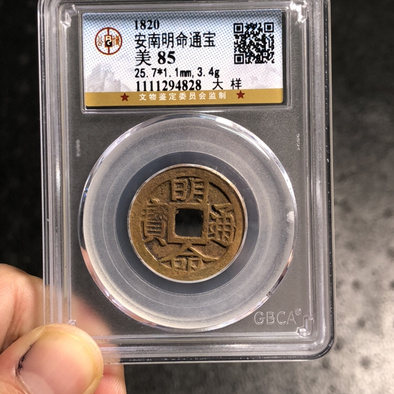 1820
安南明命通宝
美 85
25.7*1.1mm,3.4g
1111294828 大样
★ 文物鉴定委员会监制 ★
明命通寳
GBCA